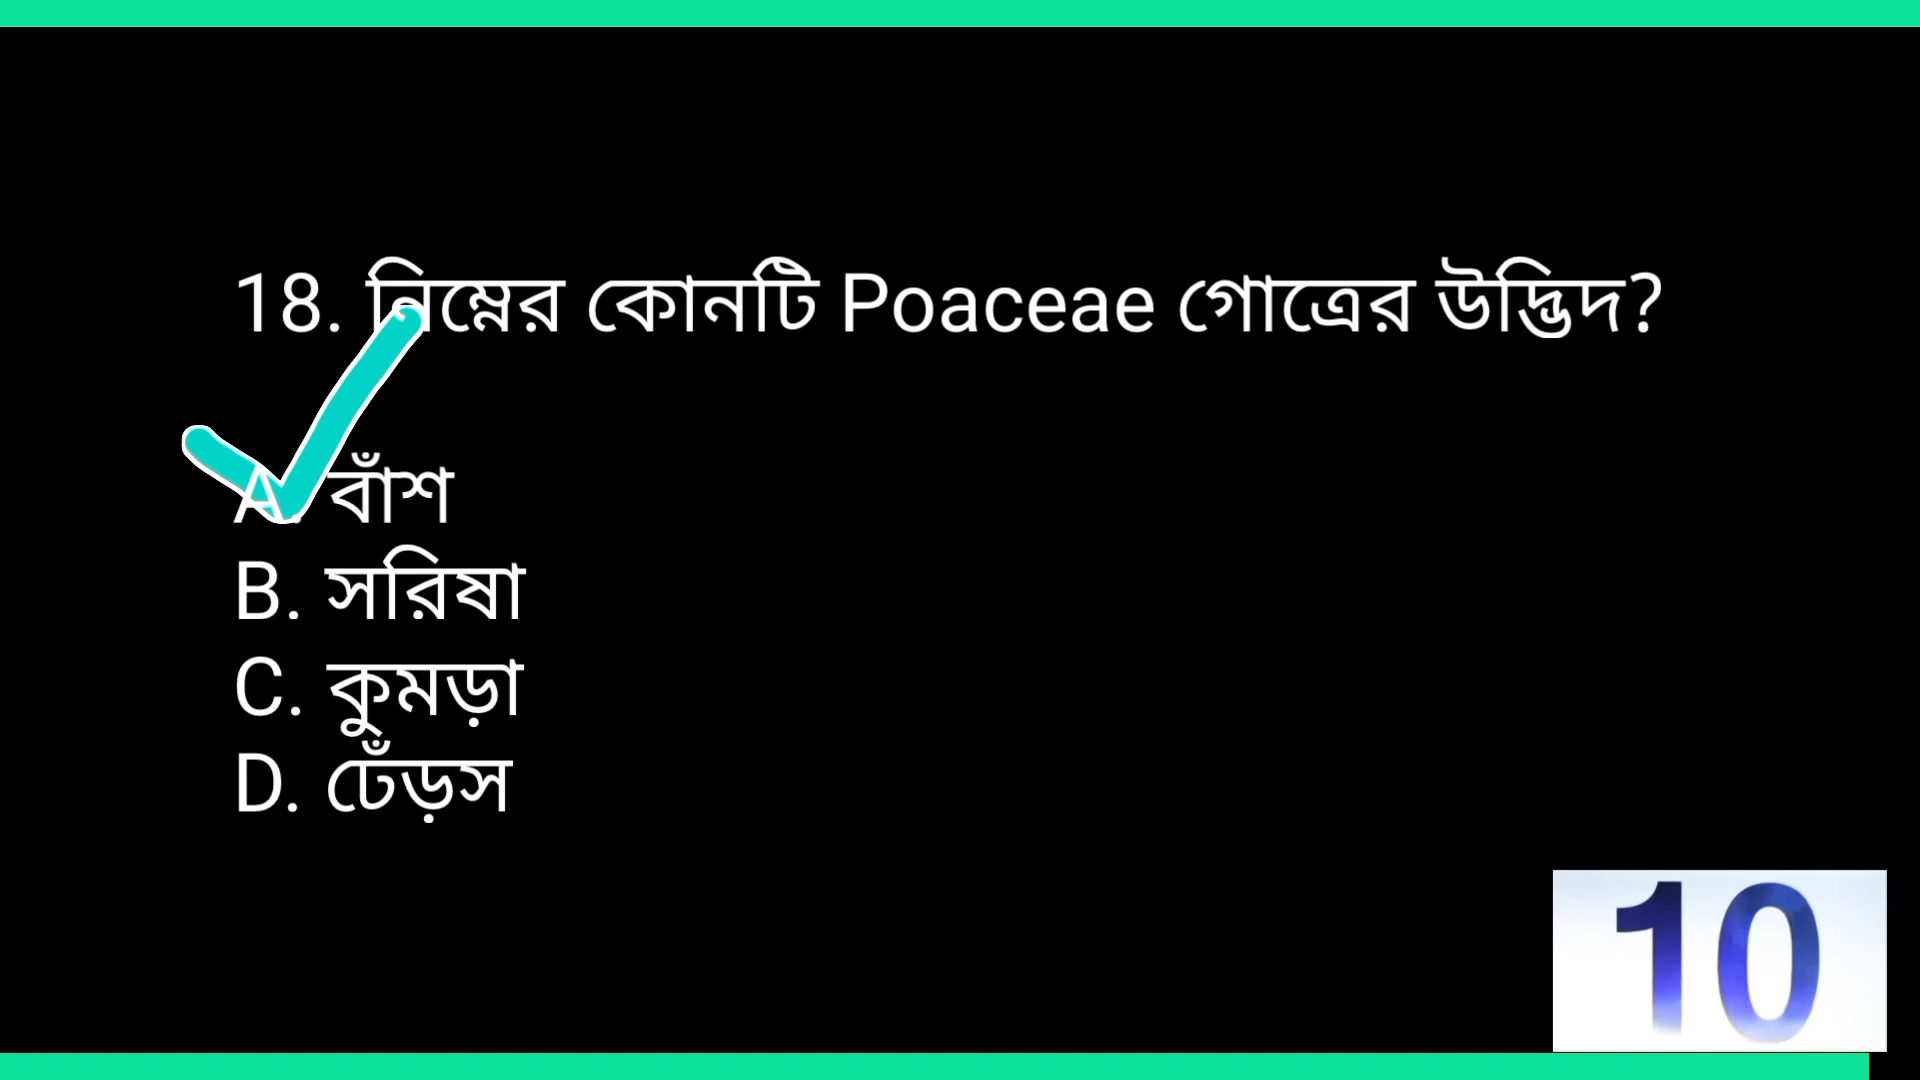 18. নিম্নের কোনটি Poaceae গোত্রের উদ্ভিদ?
A. বাঁশ
B. সরিষা
C. কুমড়া
D. ঢেঁড়স
10